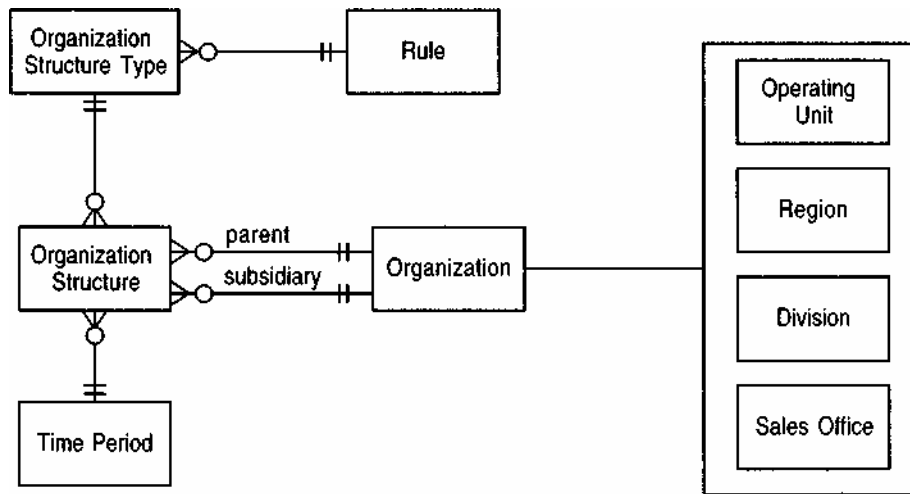 Organization
Structure Type
Rule
Operating
Unit
Region
Organization
Structure
parent
subsidiary
Organization
Division
Sales Office
Time Period